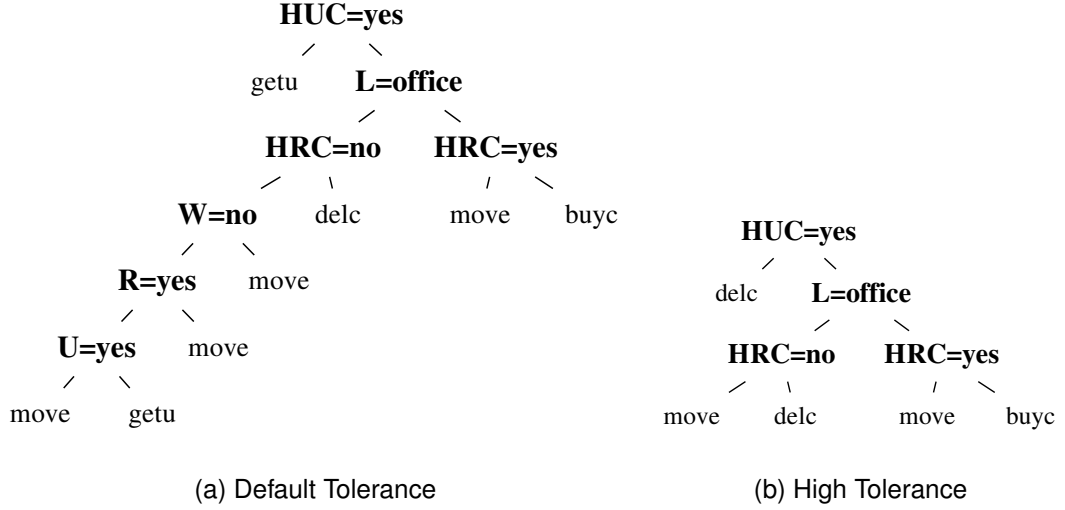 HUC=yes
getu L=office
HRC=no HRC=yes
W=no delc move buyc
R=yes move
U=yes move
move getu
(a) Default Tolerance
HUC=yes
delc L=office
HRC=no HRC=yes
move delc move buyc
(b) High Tolerance